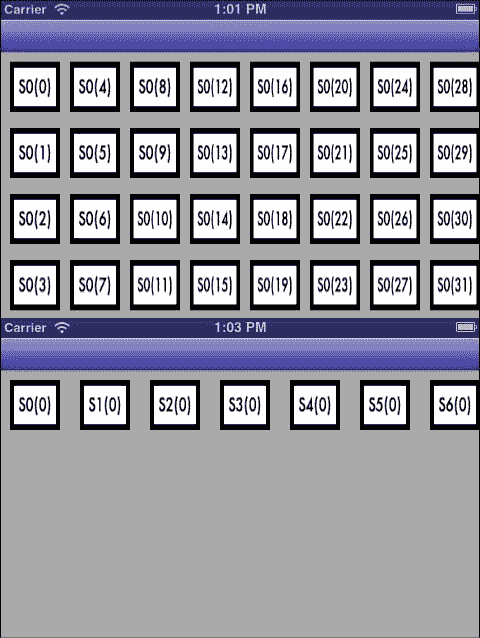 Carrier 1:01 PM
S0(0) S0(4) S0(8) S0(12) S0(16) S0(20) S0(24) S0(28)
S0(1) S0(5) S0(9) S0(13) S0(17) S0(21) S0(25) S0(29)
S0(2) S0(6) S0(10) S0(14) S0(18) S0(22) S0(26) S0(30)
S0(3) S0(7) S0(11) S0(15) S0(19) S0(23) S0(27) S0(31)
Carrier 1:03 PM
S0(0) S1(0) S2(0) S3(0) S4(0) S5(0) S6(0)